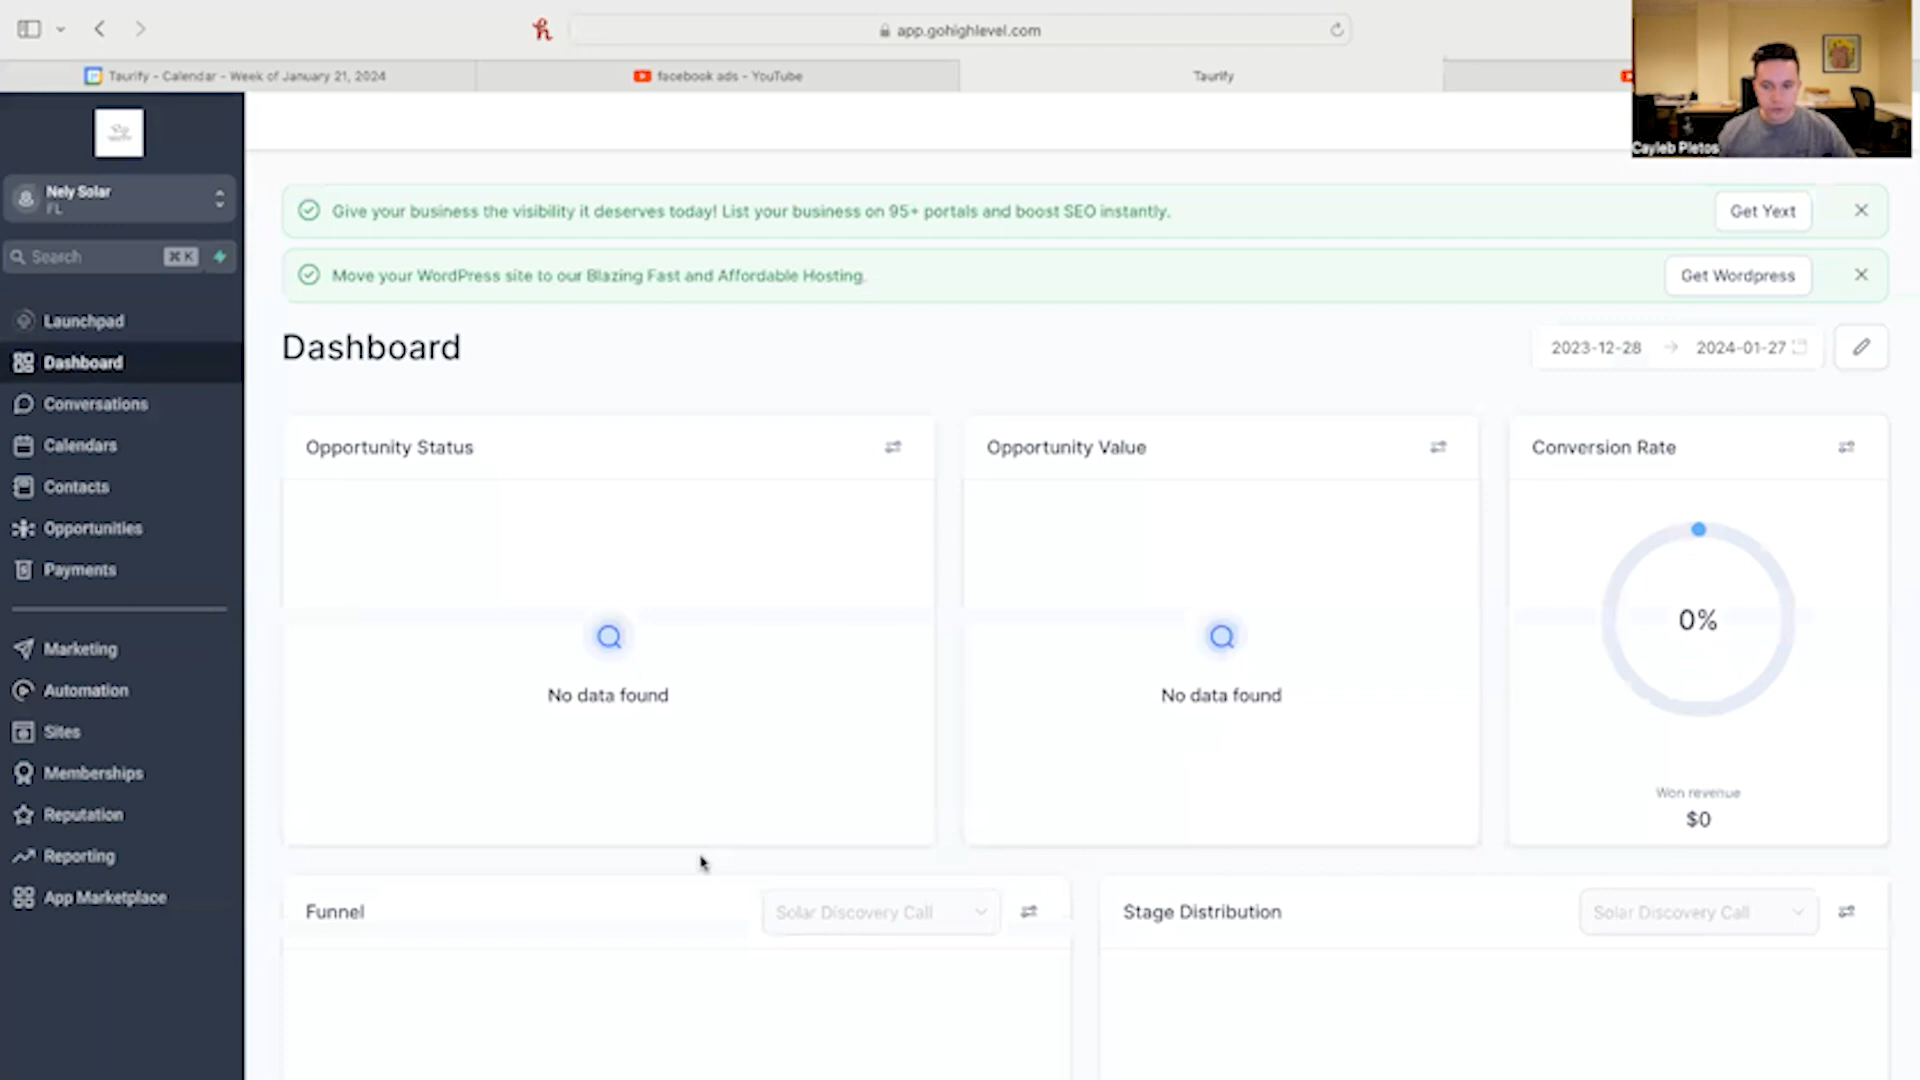 app.gohighlevel.com
Taurify - Calendar - Week of January 21, 2024
facebook ads - YouTube
Taurify
Cayleb Pletos
Nely Solar
FL
Search
⌘ K
Give your business the visibility it deserves today! List your business on 95+ portals and boost SEO instantly.
Get Yext
Move your WordPress site to our Blazing Fast and Affordable Hosting.
Get Wordpress
Launchpad
Dashboard
Conversations
Calendars
Contacts
Opportunities
Payments
Marketing
Automation
Sites
Memberships
Reputation
Reporting
App Marketplace
Dashboard
2023-12-28 → 2024-01-27
Opportunity Status
No data found
Opportunity Value
No data found
Conversion Rate
0%
Won revenue
$0
Funnel
Solar Discovery Call
Stage Distribution
Solar Discovery Call